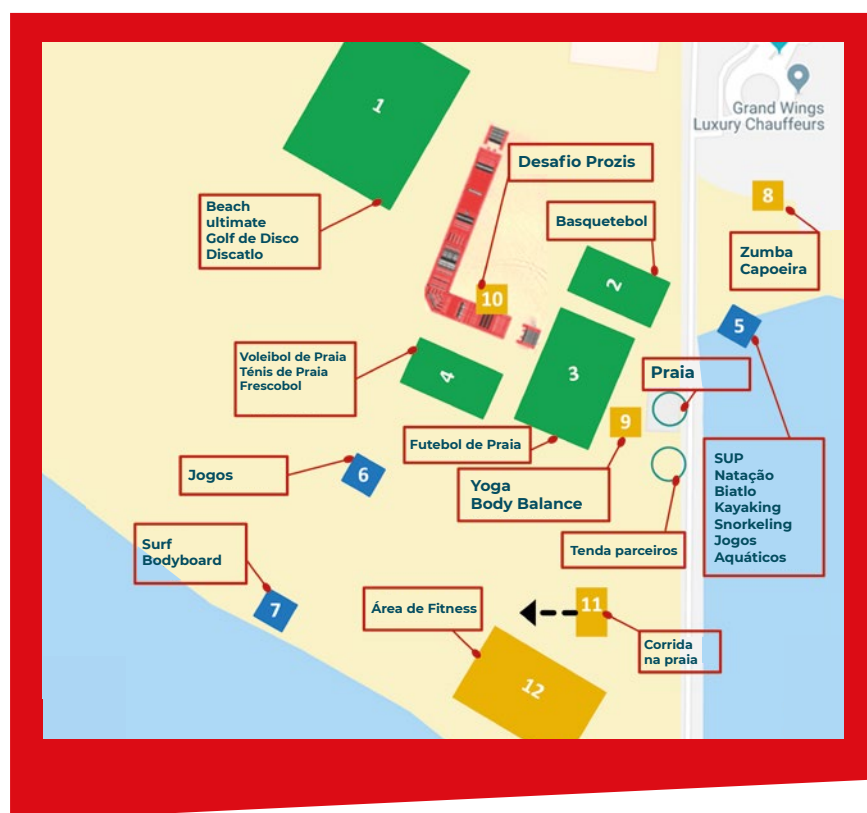 1
Grand Wings
Luxury Chauffeurs
Desafio Prozis
8
Beach
ultimate
Golf de Disco
Discatlo
Basquetebol
Zumba
Capoeira
2
10
5
Voleibol de Praia
Ténis de Praia
Frescobol
4
3
Praia
9
Futebol de Praia
Jogos
6
Yoga
Body Balance
SUP
Natação
Biatlo
Kayaking
Snorkeling
Jogos
Aquáticos
Surf
Bodyboard
Tenda parceiros
7
Área de Fitness
11
Corrida
na praia
12